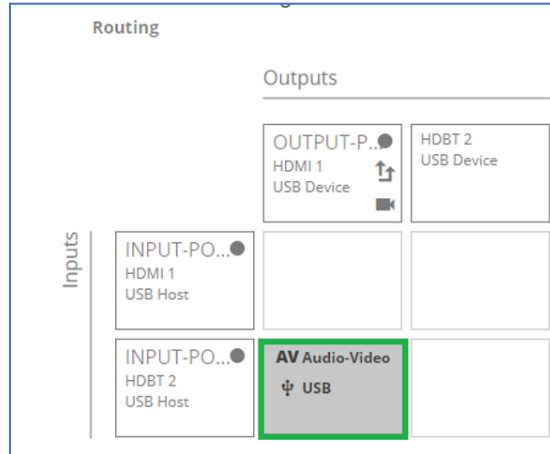 Routing
Outputs
OUTPUT-P...
HDMI 1
USB Device
HDBT 2
USB Device
Inputs
INPUT-PO...
HDMI 1
USB Host
INPUT-PO...
HDBT 2
USB Host
AV Audio-Video
USB